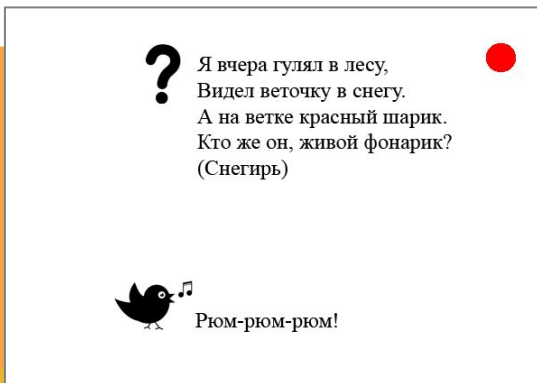 Я вчера гулял в лесу,
Видел веточку в снегу.
А на ветке красный шарик.
Кто же он, живой фонарик?
(Снегирь)
Рюм-рюм-рюм!